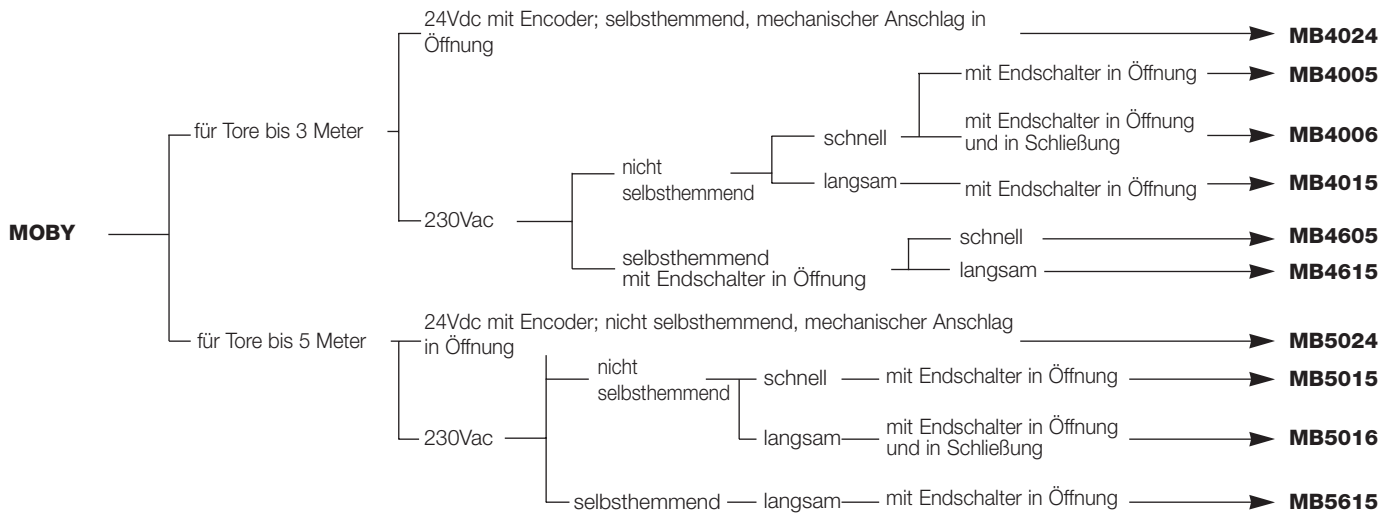 24Vdc mit Encoder; selbsthemmend, mechanischer Anschlag in
Öffnung
MB4024
mit Endschalter in Öffnung
MB4005
für Tore bis 3 Meter
schnell
mit Endschalter in Öffnung
und in Schließung
MB4006
nicht
selbsthemmend
langsam
mit Endschalter in Öffnung
MB4015
MOBY
230Vac
selbsthemmend
mit Endschalter in Öffnung
schnell
MB4605
langsam
MB4615
für Tore bis 5 Meter
24Vdc mit Encoder; nicht selbsthemmend, mechanischer Anschlag
in Öffnung
MB5024
nicht
selbsthemmend
schnell
mit Endschalter in Öffnung
MB5015
230Vac
langsam
mit Endschalter in Öffnung
und in Schließung
MB5016
selbsthemmend
langsam
mit Endschalter in Öffnung
MB5615